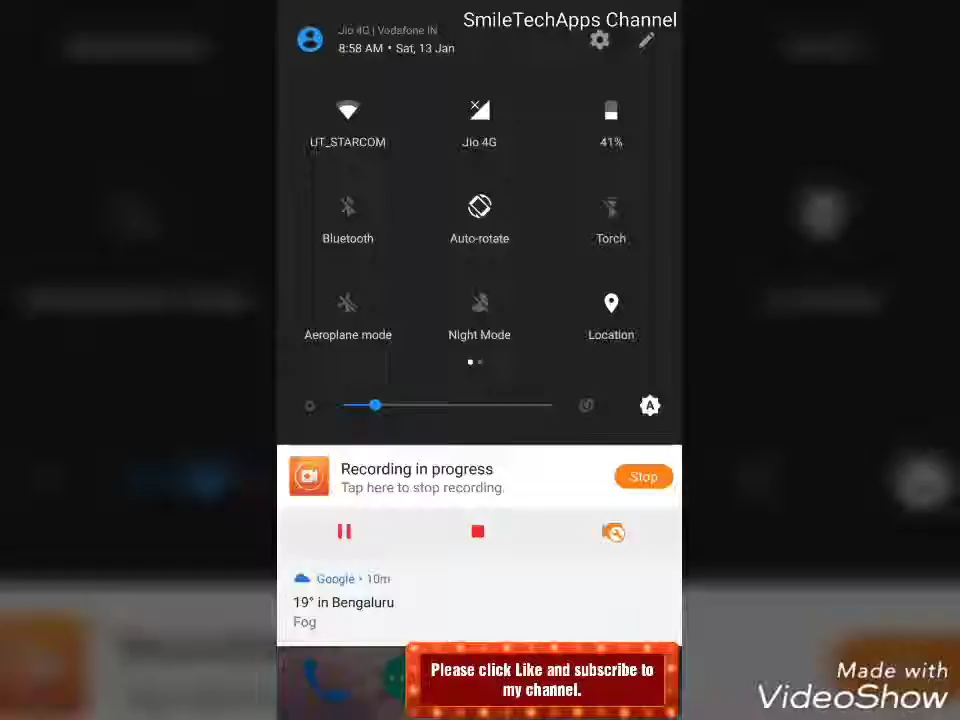 SmileTechApps Channel
Jio 4G | Vodafone IN
8:58 AM • Sat, 13 Jan
UT_STARCOM
Jio 4G
41%
Bluetooth
Auto-rotate
Torch
Aeroplane mode
Night Mode
Location
A
Recording in progress
Tap here to stop recording.
Stop
Google • 10m
19° in Bengaluru
Fog
Please click Like and subscribe to
my channel.
Made with
VideoShow